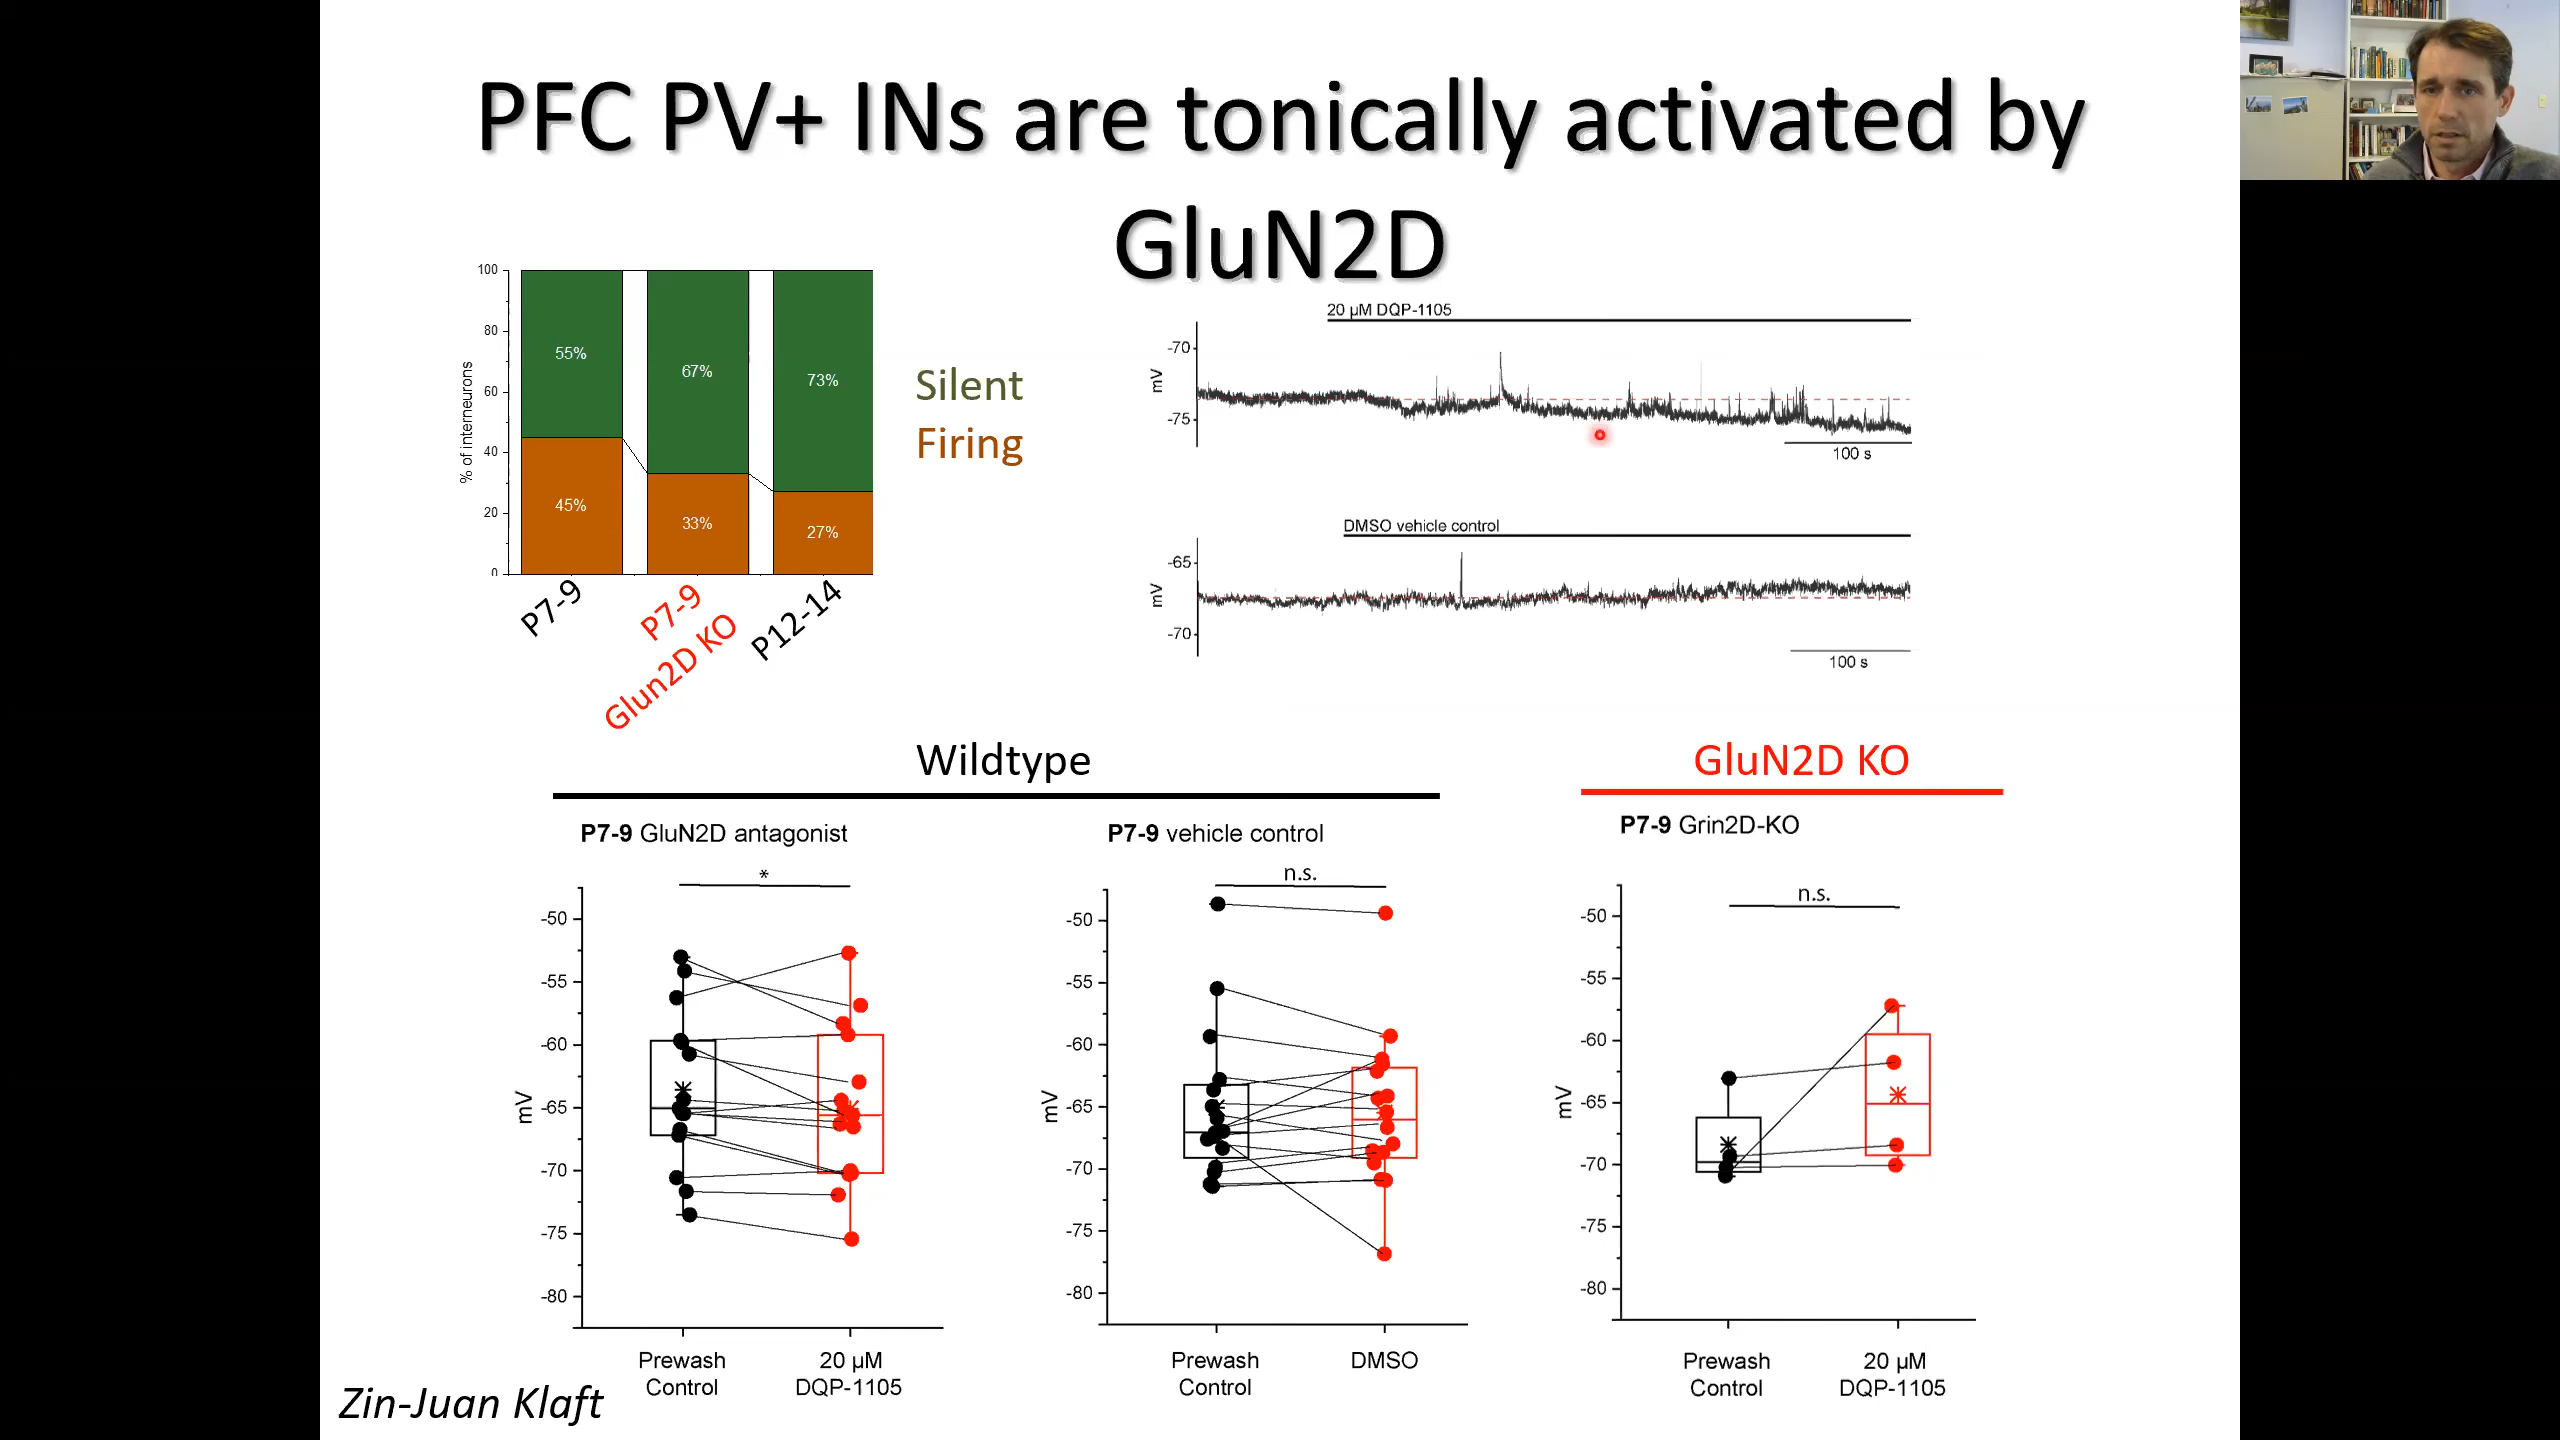 PFC PV+ INs are tonically activated by
GluN2D
100
80
60
40
20
0
% of interneurons
55%
67%
73%
45%
33%
27%
P7-9
P7-9
Glun2D KO
P12-14
Silent
Firing
20 µM DQP-1105
-70
-75
mV
100 s
DMSO vehicle control
-65
-70
mV
100 s
Wildtype
GluN2D KO
P7-9 GluN2D antagonist
*
-50
-55
-60
-65
-70
-75
-80
mV
Prewash
Control
20 µM
DQP-1105
P7-9 vehicle control
n.s.
-50
-55
-60
-65
-70
-75
-80
mV
Prewash
Control
DMSO
P7-9 Grin2D-KO
n.s.
-50
-55
-60
-65
-70
-75
-80
mV
Prewash
Control
20 µM
DQP-1105
Zin-Juan Klaft